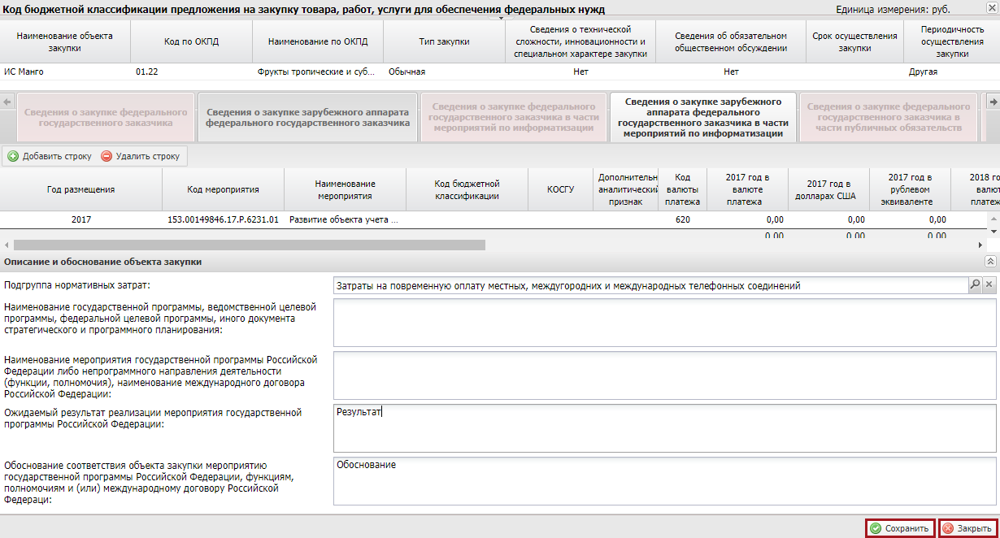 Код бюджетной классификации предложения на закупку товара, работ, услуги для обеспечения федеральных нужд
Единица измерения: руб.
Наименование объекта
закупки
Код по ОКПД
Наименование по ОКПД
Тип закупки
Сведения о технической
сложности, инновационности и
специальном характере закупки
Сведения об обязательном
общественном обсуждении
Срок осуществления
закупки
Периодичность
осуществления
закупки
ИС Манго
01.22
Фрукты тропические и суб...
Обычная
Нет
Нет
Другая
Сведения о закупке федерального
государственного заказчика
Сведения о закупке зарубежного аппарата
федерального государственного заказчика
Сведения о закупке федерального
государственного заказчика в части
мероприятий по информатизации
Сведения о закупке зарубежного
аппарата федерального
государственного заказчика в части
мероприятий по информатизации
Сведения о закупке федерального
государственного заказчика в
части публичных обязательств
Добавить строку
Удалить строку
Год размещения
Код мероприятия
Наименование
мероприятия
Код бюджетной
классификации
КОСГУ
Дополнительн
аналитический
признак
Код
валюты
платежа
2017 год в
валюте
платежа
2017 год в
долларах США
2017 год в
рублевом
эквиваленте
2018 го
валют
платеж
2017
153.00149846.17.P.6231.01
Развитие объекта учета ...
620
0,00
0,00
0,00
0,00
0,00
0,00
Описание и обоснование объекта закупки
Подгруппа нормативных затрат:
Затраты на повременную оплату местных, междугородних и международных телефонных соединений
Наименование государственной программы, ведомственной целевой
программы, федеральной целевой программы, иного документа
стратегического и программного планирования:
Наименование мероприятия государственной программы Российской
Федерации либо непрограммного направления деятельности
(функции, полномочия), наименование международного договора
Российской Федерации:
Ожидаемый результат реализации мероприятия государственной
программы Российской Федерации:
Результат
Обоснование соответствия объекта закупки мероприятию
государственной программы Российской Федерации, функциям,
полномочиям и (или) международному договору Российской
Федераци:
Обоснование
Сохранить
Закрыть